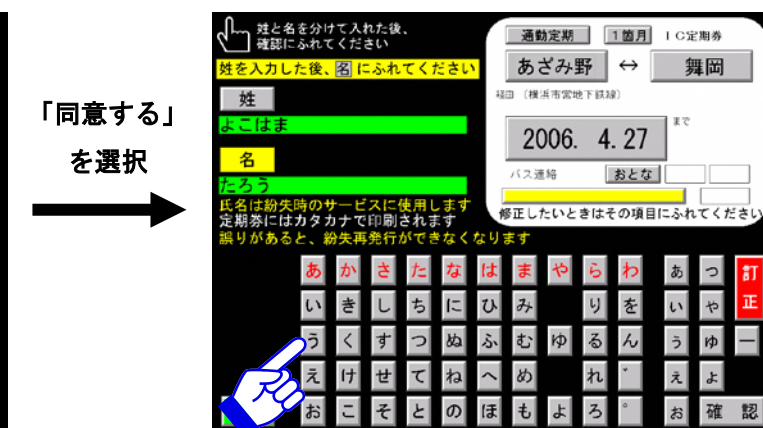 「同意する」
を選択
姓と名を分けて入れた後、
確認にふれてください
姓を入力した後、名にふれてください
姓
よこはま
名
たろう
氏名は紛失時のサービスに使用します
定期券にはカタカナで印刷されます
誤りがあると、紛失再発行ができなくなります
通勤定期 1箇月 IC定期券
あざみ野 ↔ 舞岡
経由 (横浜市営地下鉄線)
2006. 4. 27 まで
バス連絡 おとな
修正したいときはその項目にふれてください
あ か さ た な は ま や ら わ ぁ っ 訂正
い き し ち に ひ み り を ぃ ゃ
う く す つ ぬ ふ む ゆ る ん ぅ ゅ ー
え け せ て ね へ め れ ゛ ぇ ょ
お こ そ と の ほ も よ ろ ゜ ぉ 確認